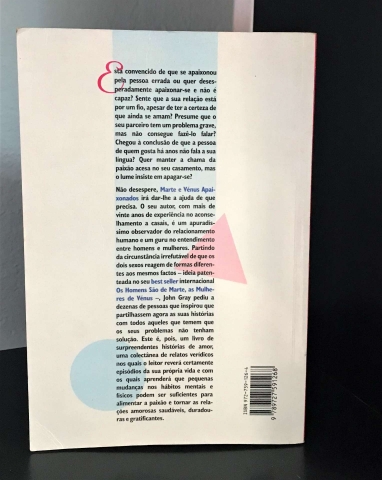 Está convencido de que se apaixonou
pela pessoa errada ou quer deses-
peradamente apaixonar-se e não é
capaz? Sente que a sua relação está
por um fio, apesar de ter a certeza de
que ainda se amam? Presume que o
seu parceiro tem um problema grave,
mas não consegue fazê-lo falar?
Chegou à conclusão de que a pessoa
de quem gosta há anos não fala a sua
língua? Quer manter a chama da
paixão acesa no seu casamento, mas
o lume insiste em apagar-se?
Não desespere, Marte e Vénus Apai-
xonados irá dar-lhe a ajuda de que
precisa. O seu autor, com mais de
vinte anos de experiência no aconse-
lhamento a casais, é um apuradís-
simo observador do relacionamento
humano e um guru no entendimento
entre homens e mulheres. Partindo
da circunstância irrefutável de que os
dois sexos reagem de formas diferen-
tes aos mesmos factos – ideia paten-
teada no seu best seller internacional
Os Homens São de Marte, as Mulhe-
res de Vénus –, John Gray pediu a
dezenas de pessoas que inspirou que
partilhassem agora as suas histórias
com todos aqueles que temem que
os seus problemas não tenham
solução. Este é, pois, um livro de
surpreendentes histórias de amor,
uma colectânea de relatos verídicos
nos quais o leitor reverá certamente
episódios da sua própria vida e com
os quais aprenderá que pequenas
mudanças nos hábitos mentais e
físicos podem ser suficientes para
alimentar a paixão e tornar as rela-
ções amorosas saudáveis, duradou-
ras e gratificantes.